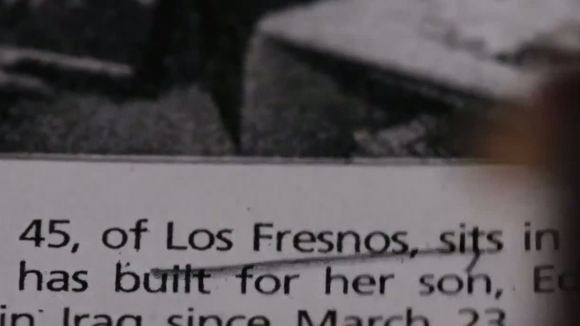 45, of Los Fresnos, sits in
has built for her son,
in Iraq since March 23